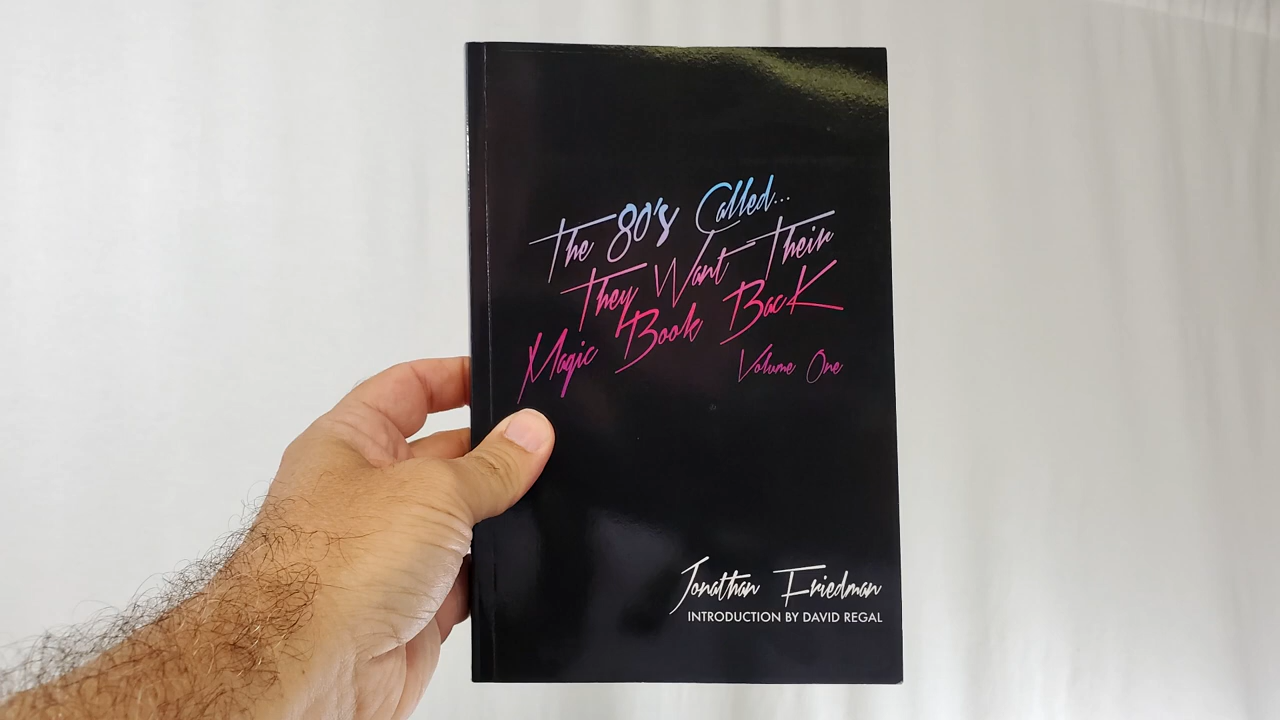 The 80's Called...
They Want Their
Magic Book Back
Volume One
Jonathan Friedman
INTRODUCTION BY DAVID REGAL